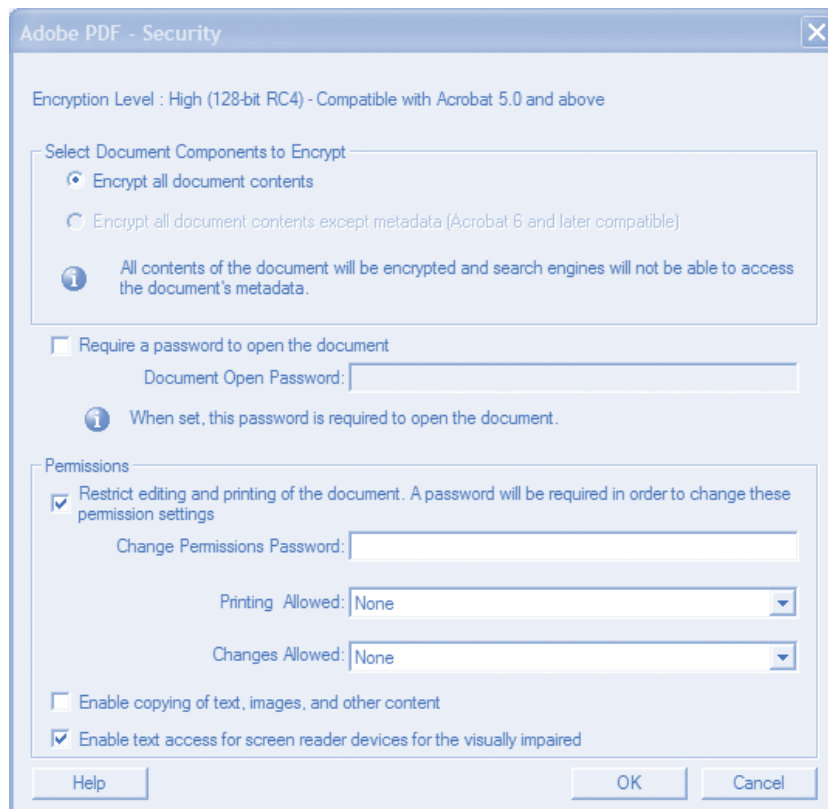 Adobe PDF - Security
Encryption Level : High (128-bit RC4) - Compatible with Acrobat 5.0 and above
Select Document Components to Encrypt
Encrypt all document contents
Encrypt all document contents except metadata (Acrobat 6 and later compatible)
All contents of the document will be encrypted and search engines will not be able to access
the document's metadata.
Require a password to open the document
Document Open Password:
When set, this password is required to open the document.
Permissions
Restrict editing and printing of the document. A password will be required in order to change these
permission settings
Change Permissions Password:
Printing Allowed: None
Changes Allowed: None
Enable copying of text, images, and other content
Enable text access for screen reader devices for the visually impaired
Help OK Cancel